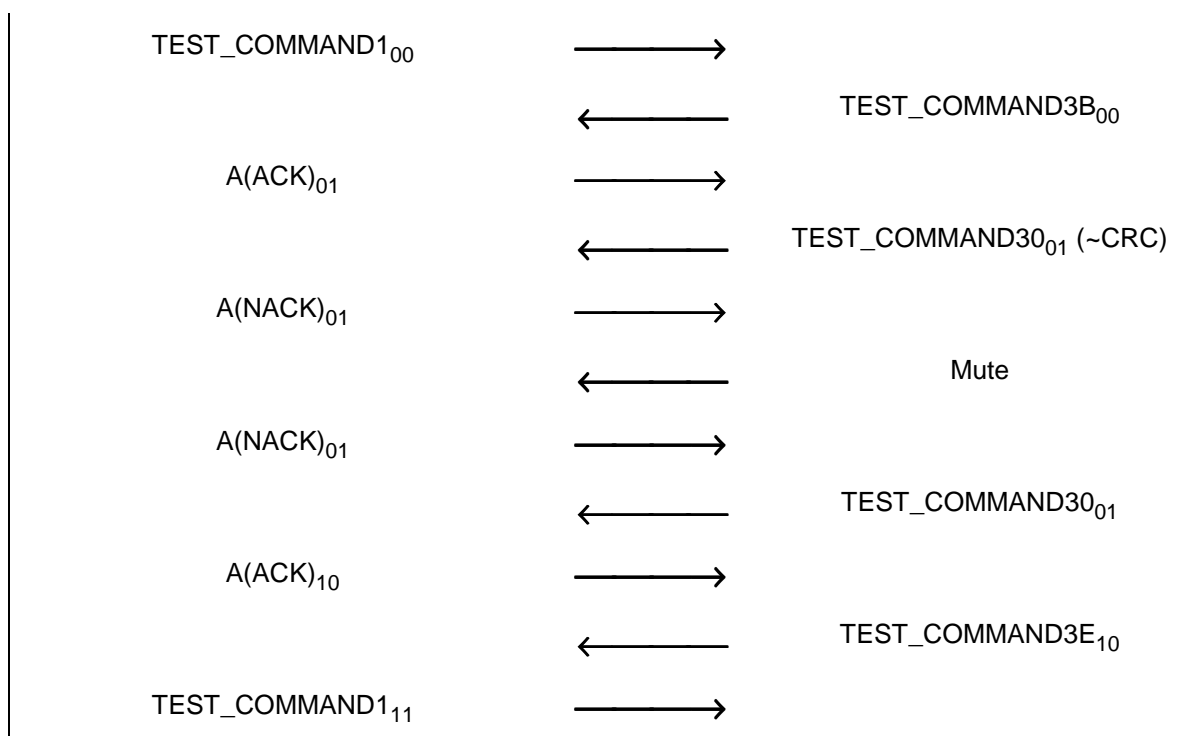 TEST_COMMAND1₀₀
TEST_COMMAND3B₀₀
A(ACK)₀₁
TEST_COMMAND30₀₁ (~CRC)
A(NACK)₀₁
Mute
A(NACK)₀₁
TEST_COMMAND30₀₁
A(ACK)₁₀
TEST_COMMAND3E₁₀
TEST_COMMAND1₁₁